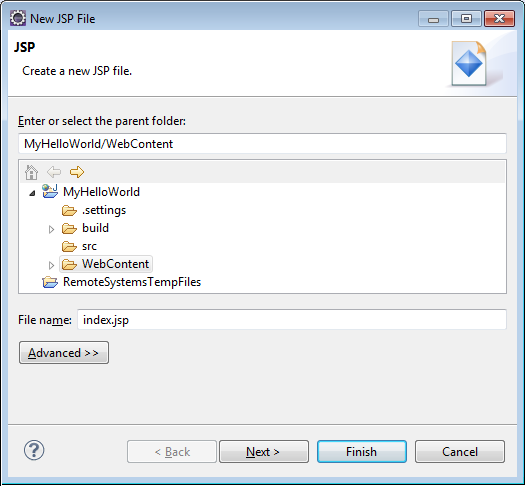 New JSP File
JSP
Create a new JSP file.
Enter or select the parent folder:
MyHelloWorld/WebContent
MyHelloWorld
.settings
build
src
WebContent
RemoteSystemsTempFiles
File name: index.jsp
Advanced >>
? < Back Next > Finish Cancel